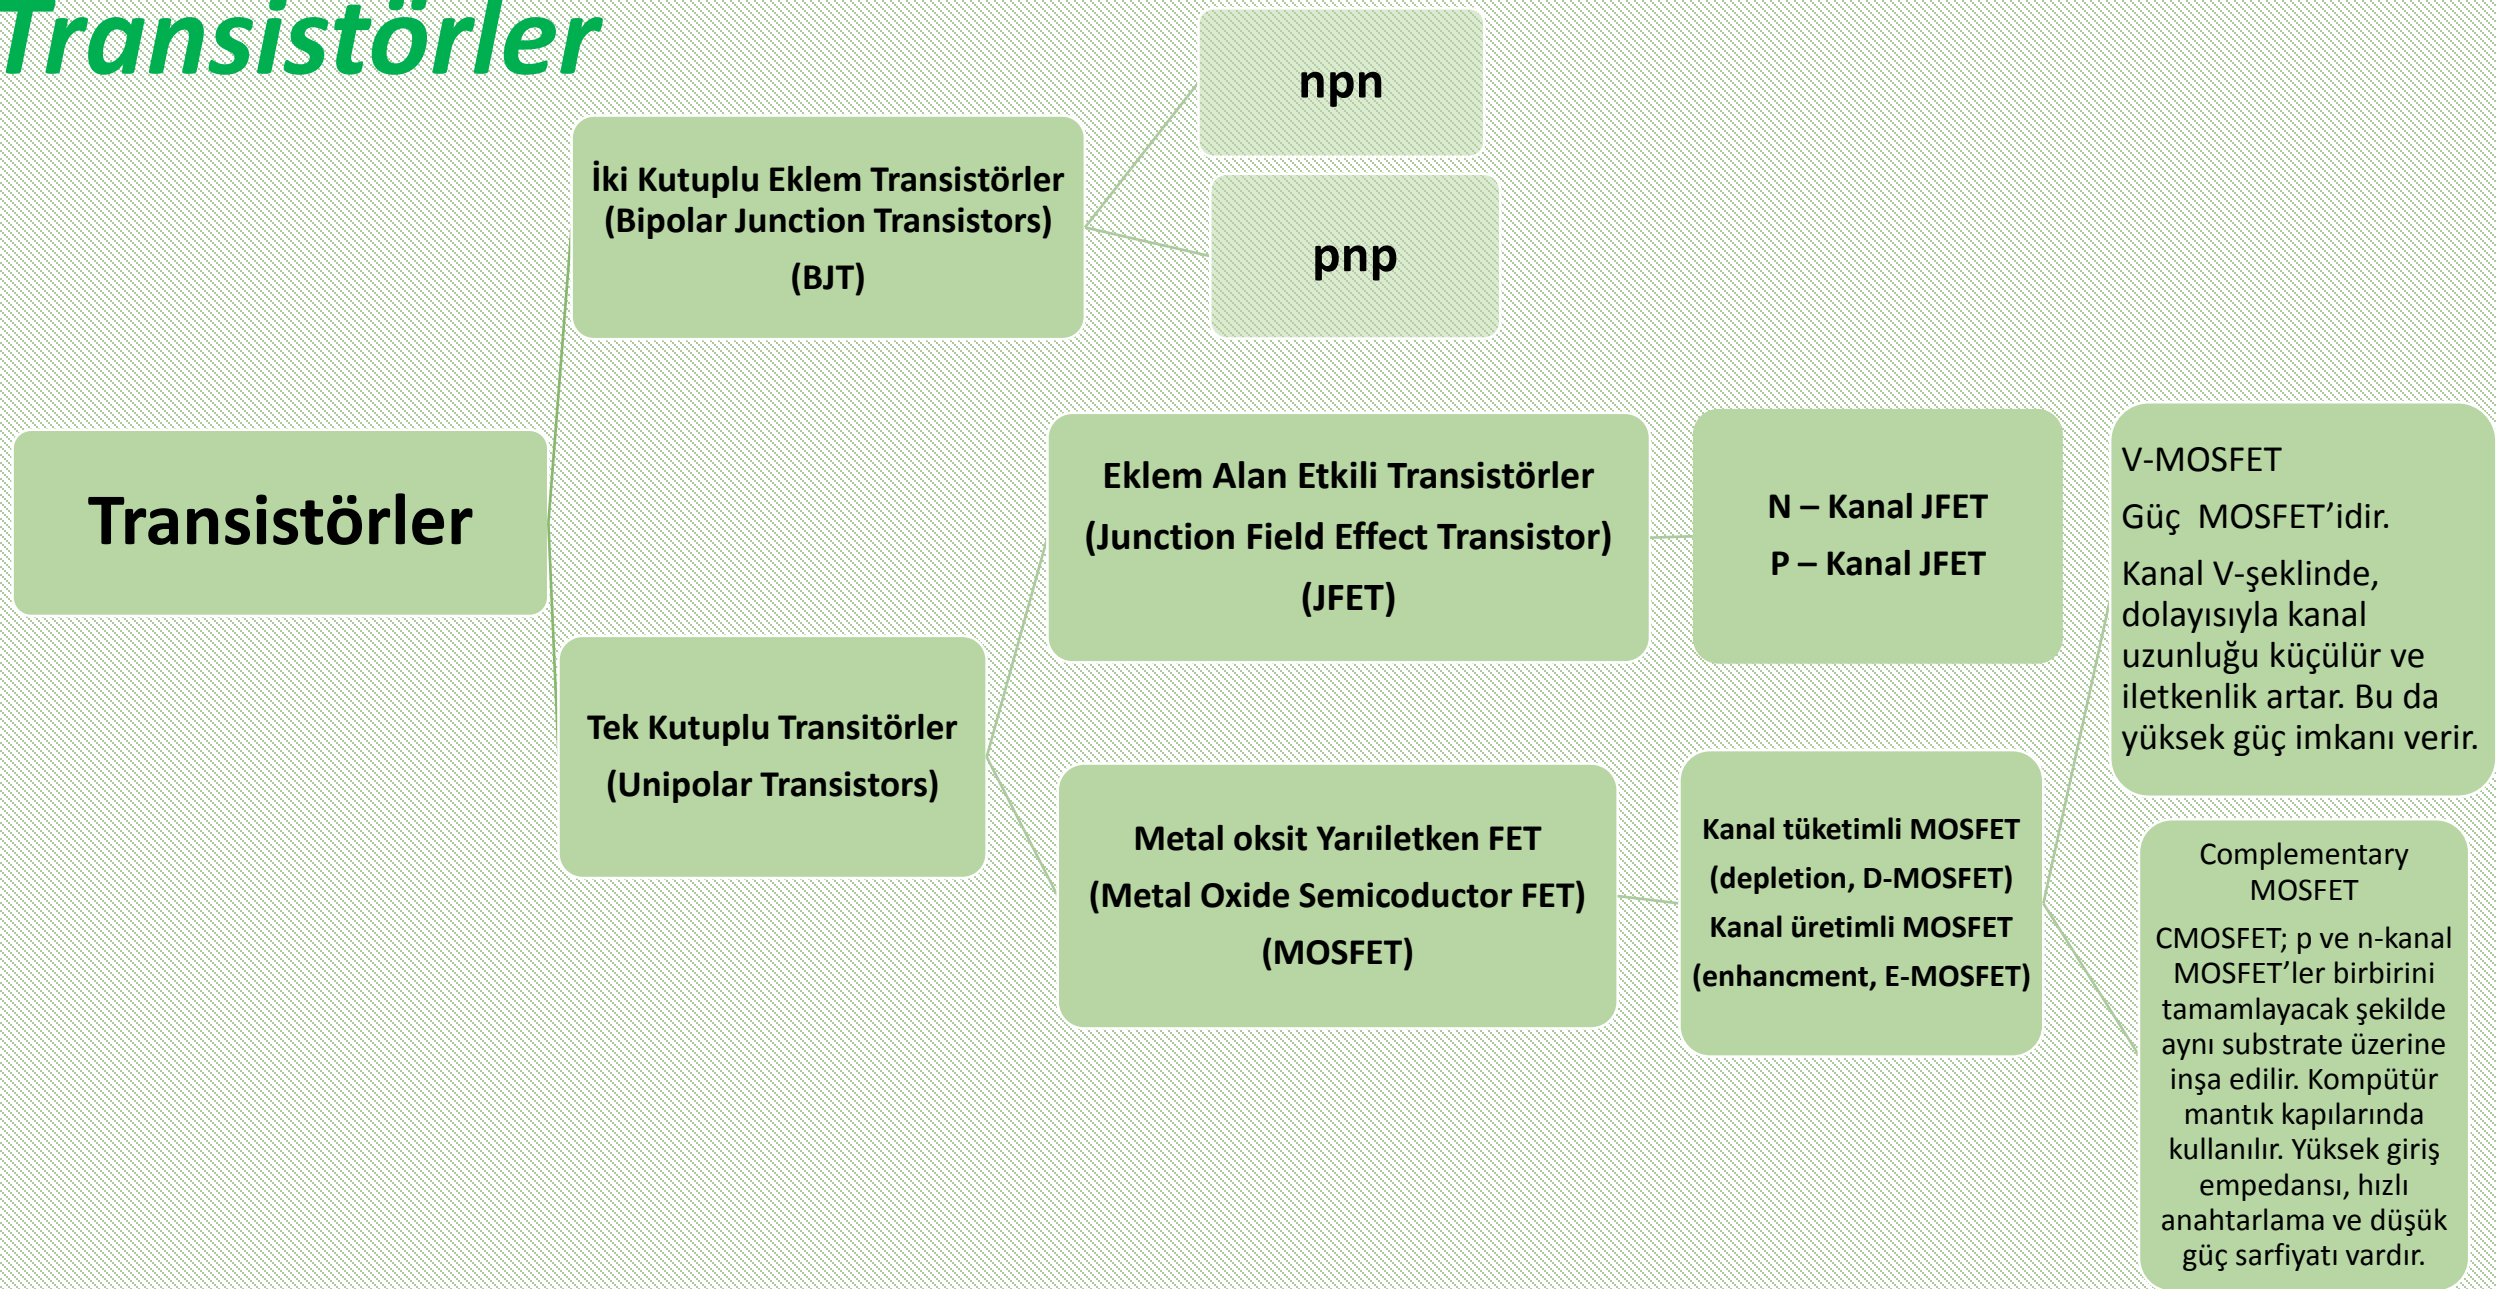 Transistörler
npn
İki Kutuplu Eklem Transistörler
(Bipolar Junction Transistors)
(BJT)
pnp
Transistörler
Eklem Alan Etkili Transistörler
(Junction Field Effect Transistor)
(JFET)
N – Kanal JFET
P – Kanal JFET
V-MOSFET
Güç MOSFET’idir.
Kanal V-şeklinde,
dolayısıyla kanal
uzunluğu küçülür ve
iletkenlik artar. Bu da
yüksek güç imkanı verir.
Tek Kutuplu Transitörler
(Unipolar Transistors)
Metal oksit Yarıiletken FET
(Metal Oxide Semicoductor FET)
(MOSFET)
Kanal tüketimli MOSFET
(depletion, D-MOSFET)
Kanal üretimli MOSFET
(enhancment, E-MOSFET)
Complementary
MOSFET
CMOSFET; p ve n-kanal
MOSFET’ler birbirini
tamamlayacak şekilde
aynı substrate üzerine
inşa edilir. Kompütür
mantık kapılarında
kullanılır. Yüksek giriş
empedansı, hızlı
anahtarlama ve düşük
güç sarfiyatı vardır.